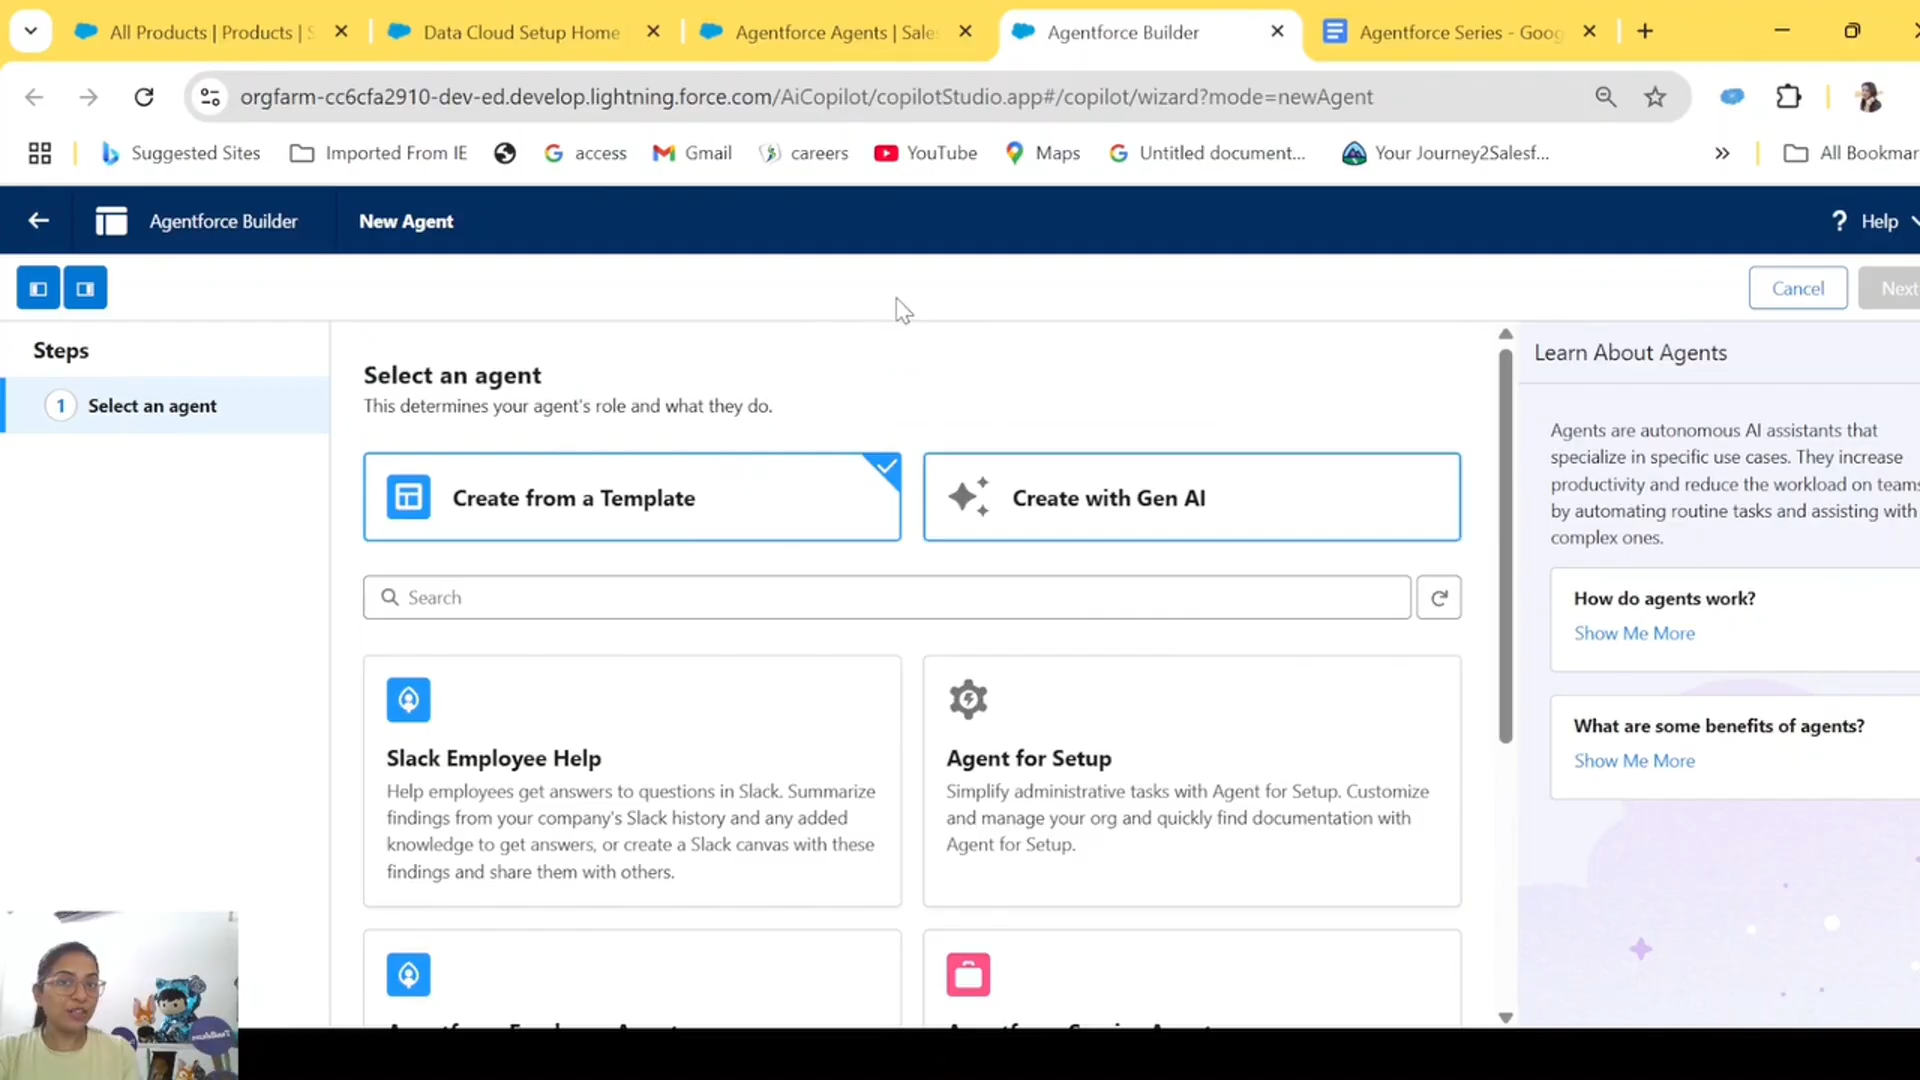 All Products | Products | S
Data Cloud Setup Home
Agentforce Agents | Sales
Agentforce Builder
Agentforce Series - Goog
orgfarm-cc6cfa2910-dev-ed.develop.lightning.force.com/AiCopilot/copilotStudio.app#/copilot/wizard?mode=newAgent
Suggested Sites
Imported From IE
access
Gmail
careers
YouTube
Maps
Untitled document...
Your Journey2Salesf...
All Bookmar
Agentforce Builder
New Agent
Help
Cancel
Next
Steps
1 Select an agent
Select an agent
This determines your agent's role and what they do.
Create from a Template
Create with Gen AI
Search
Slack Employee Help
Help employees get answers to questions in Slack. Summarize
findings from your company's Slack history and any added
knowledge to get answers, or create a Slack canvas with these
findings and share them with others.
Agent for Setup
Simplify administrative tasks with Agent for Setup. Customize
and manage your org and quickly find documentation with
Agent for Setup.
Learn About Agents
Agents are autonomous AI assistants that
specialize in specific use cases. They increase
productivity and reduce the workload on teams
by automating routine tasks and assisting with
complex ones.
How do agents work?
Show Me More
What are some benefits of agents?
Show Me More